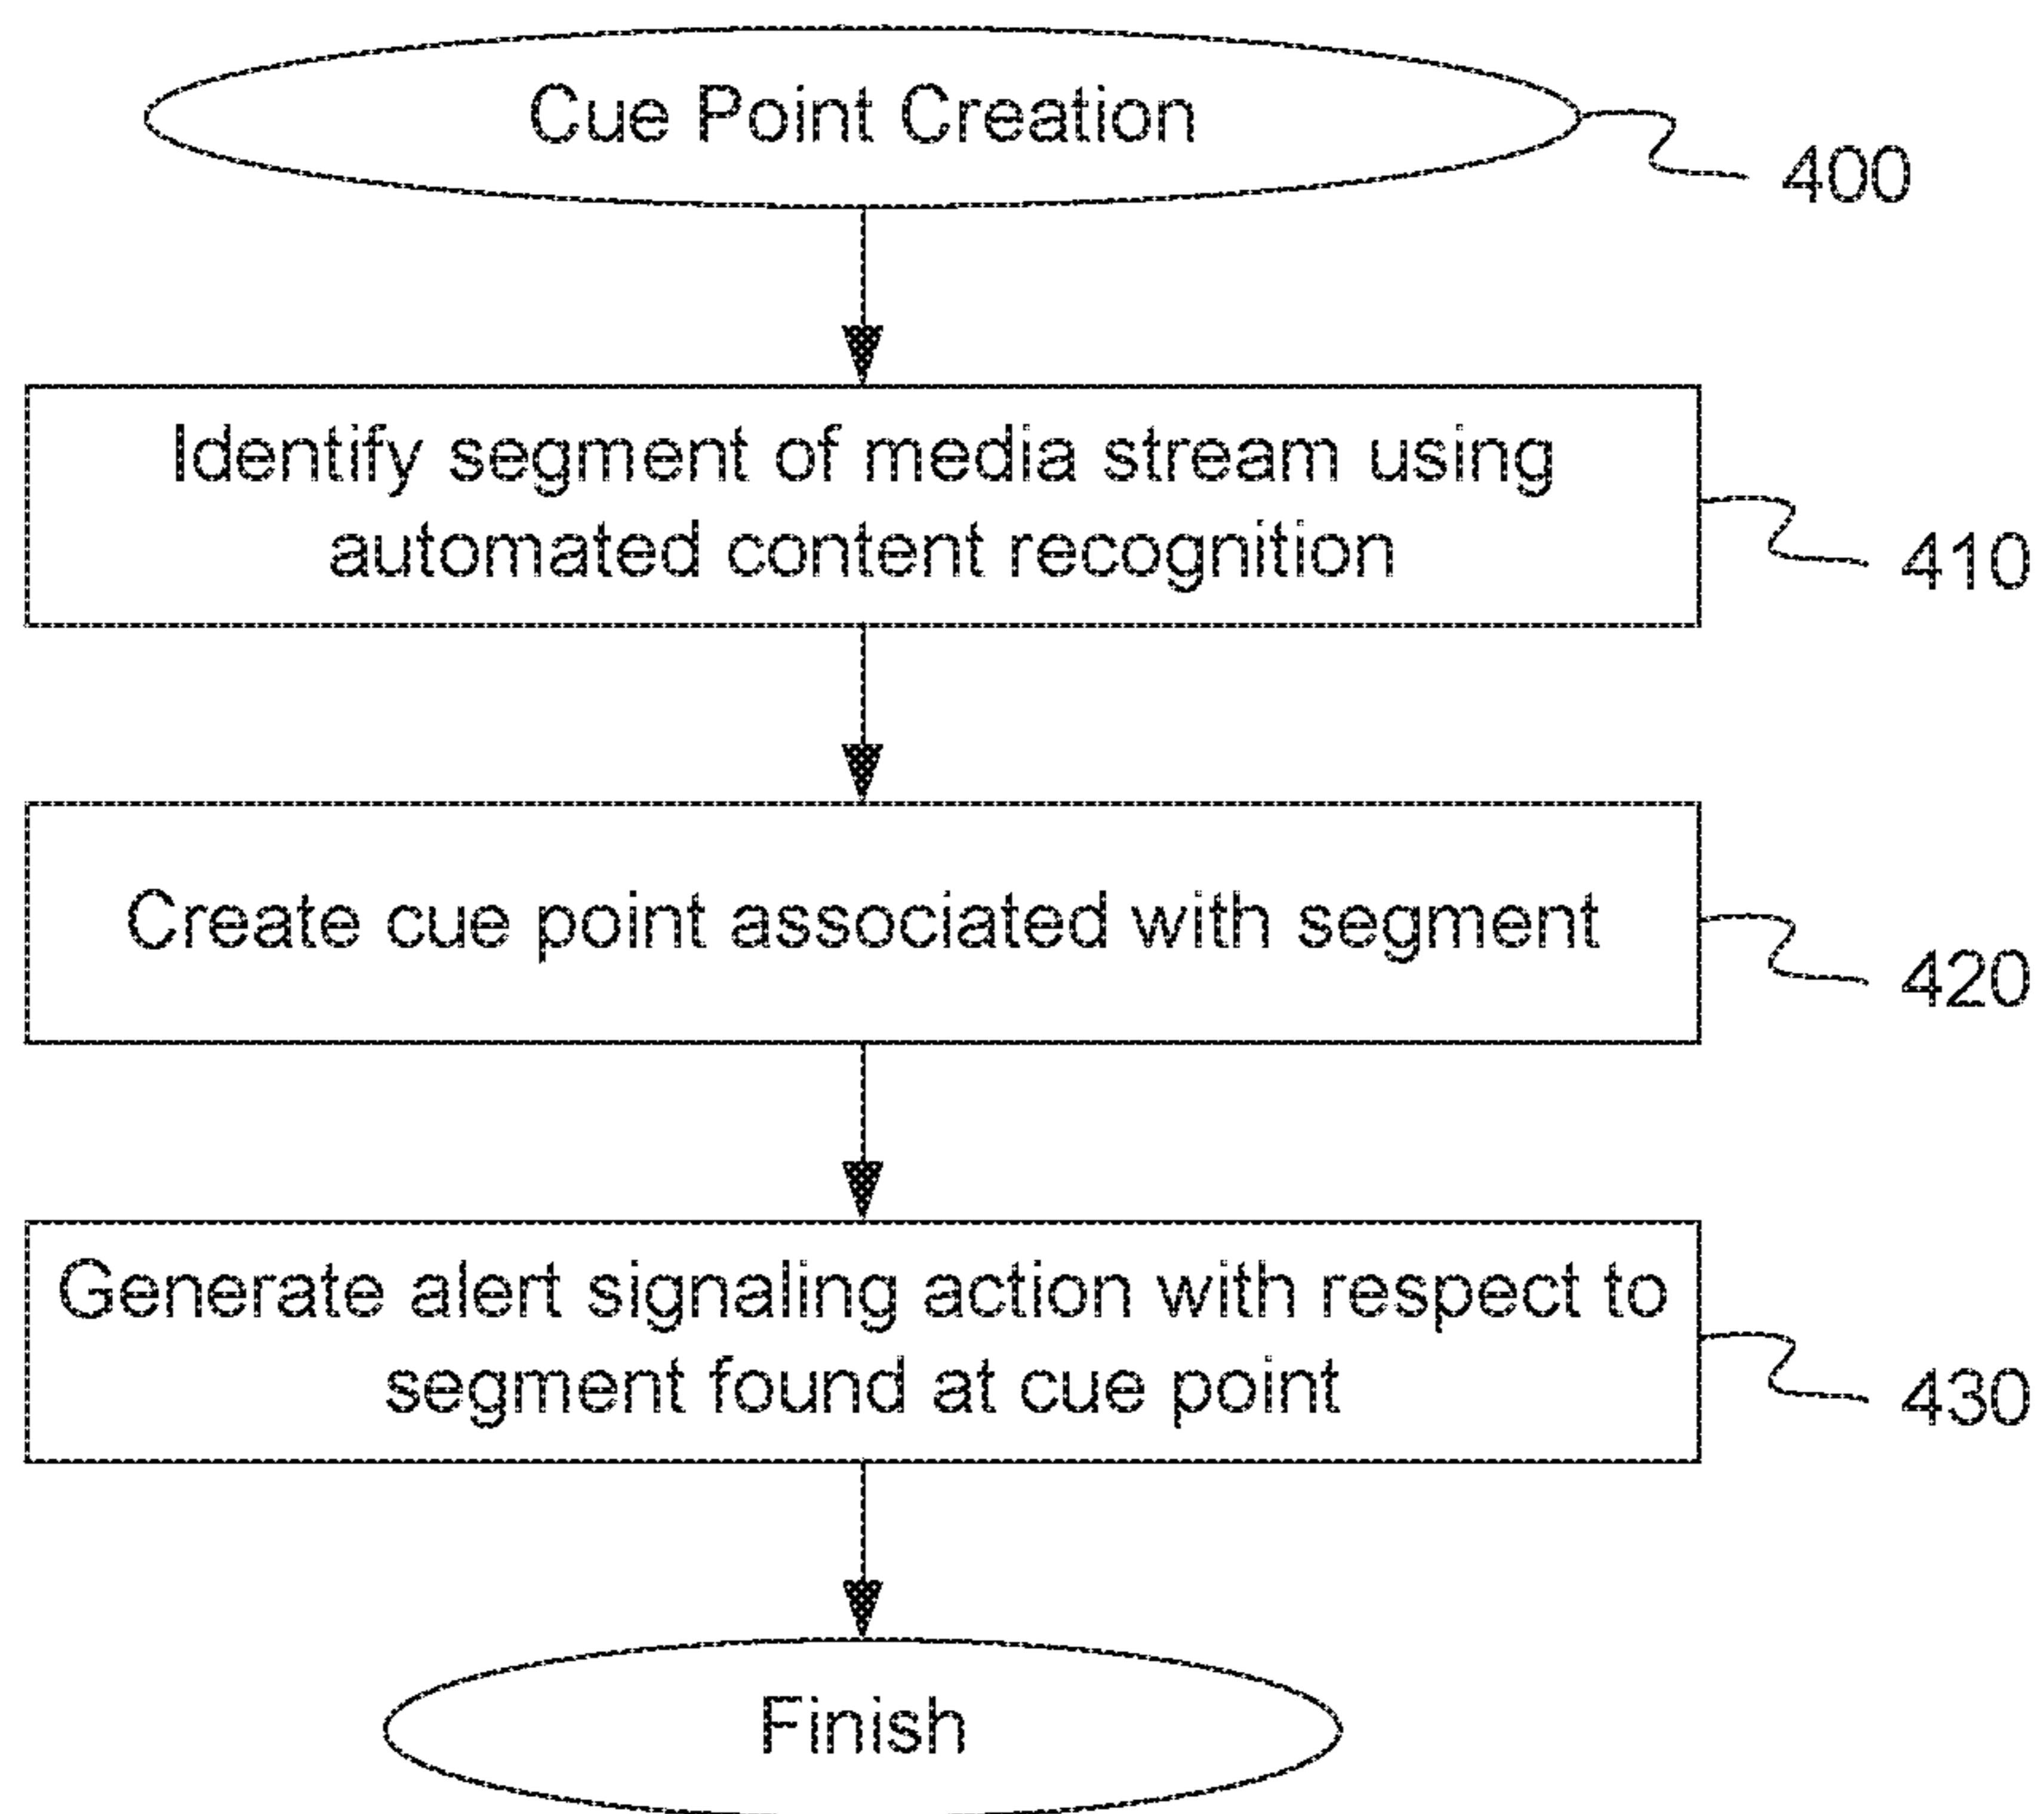 Cue Point Creation
400
Identify segment of media stream using
automated content recognition
410
Create cue point associated with segment
420
Generate alert signaling action with respect to
segment found at cue point
430
Finish